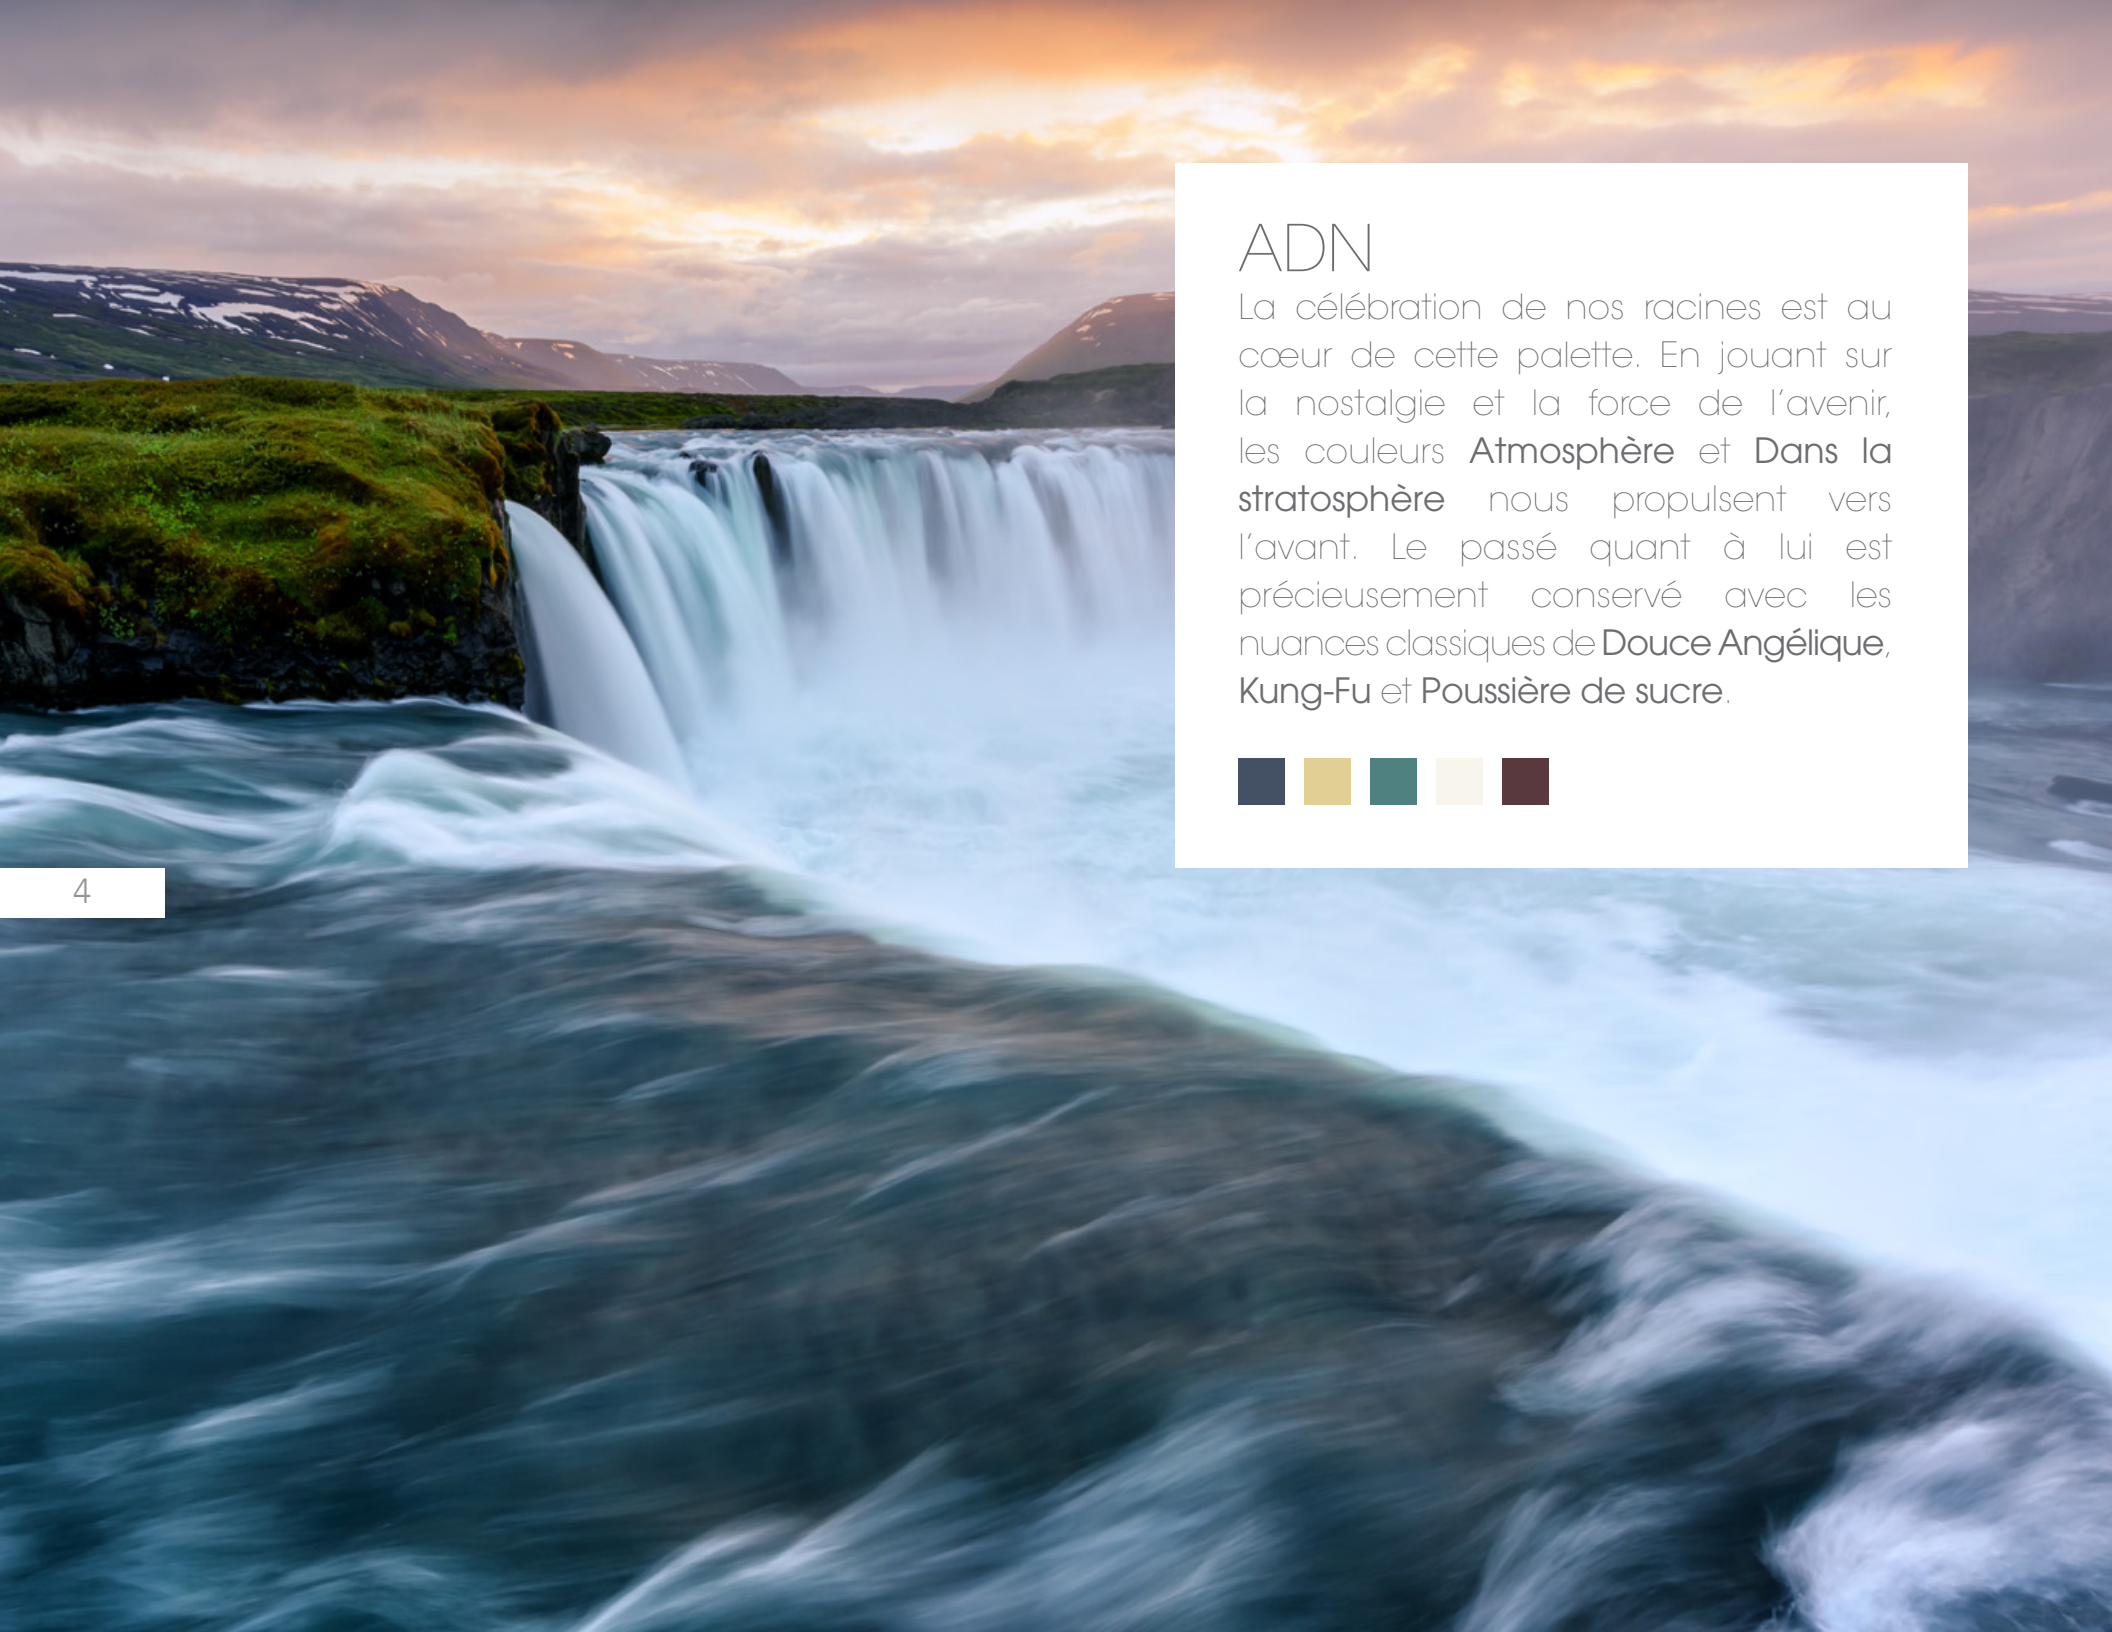 ADN
La célébration de nos racines est au
cœur de cette palette. En jouant sur
la nostalgie et la force de l’avenir,
les couleurs Atmosphère et Dans la
stratosphère nous propulsent vers
l’avant. Le passé quant à lui est
précieusement conservé avec les
nuances classiques de Douce Angélique,
Kung-Fu et Poussière de sucre.
4